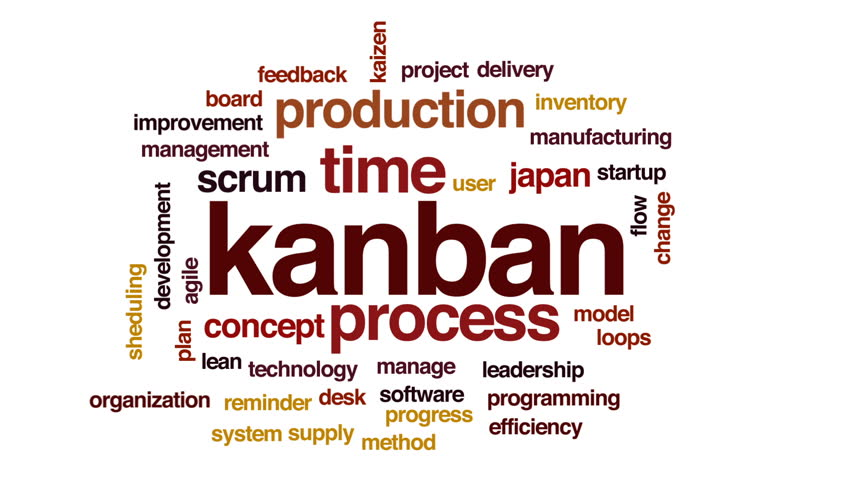 kaizen
feedback
project delivery
board
production
inventory
improvement
manufacturing
management
scrum
time
user
japan
startup
development
kanban
flow
change
agile
sheduling
plan
concept
process
model
loops
lean
technology
manage
leadership
organization
reminder
desk
software
programming
progress
system supply
method
efficiency